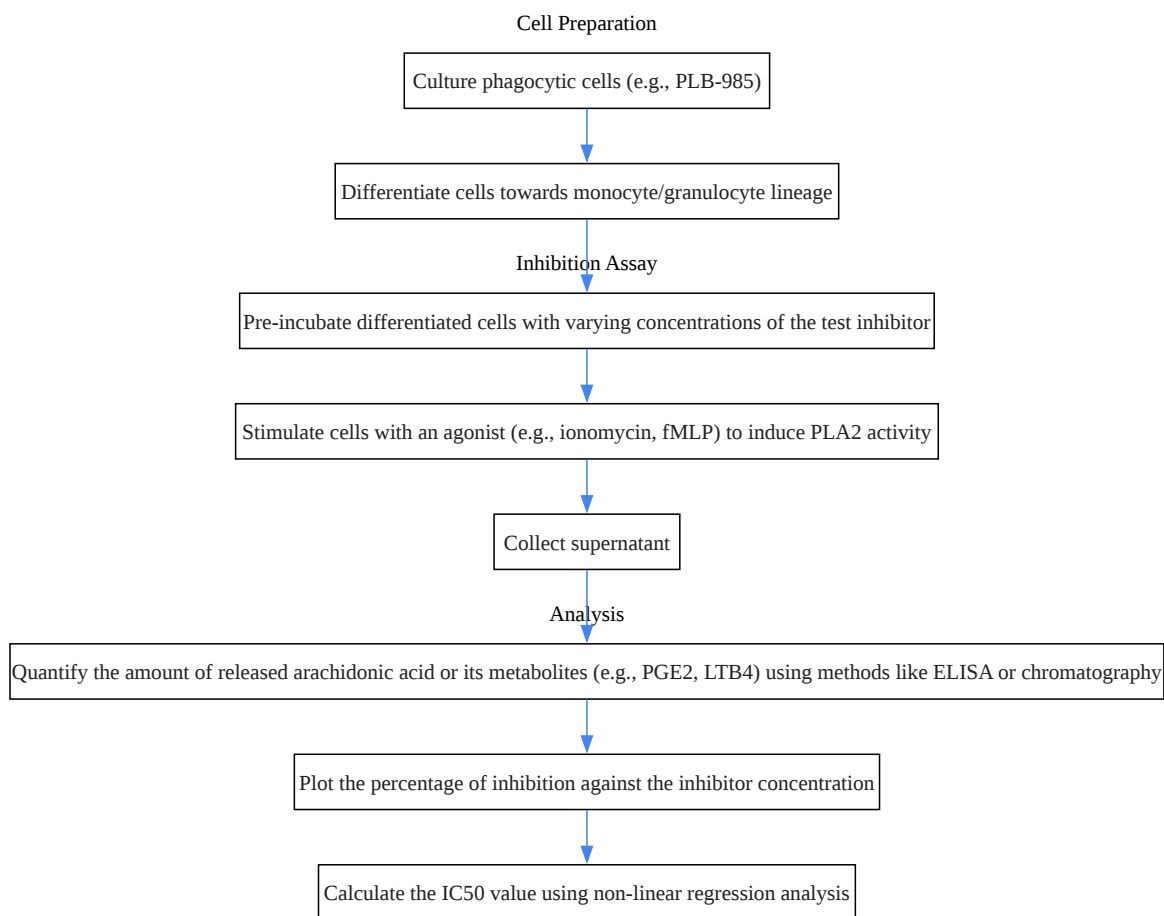 Cell Preparation
Culture phagocytic cells (e.g., PLB-985)
Differentiate cells towards monocyte/granulocyte lineage
Inhibition Assay
Pre-incubate differentiated cells with varying concentrations of the test inhibitor
Stimulate cells with an agonist (e.g., ionomycin, fMLP) to induce PLA2 activity
Collect supernatant
Analysis
Quantify the amount of released arachidonic acid or its metabolites (e.g., PGE2, LTB4) using methods like ELISA or chromatography
Plot the percentage of inhibition against the inhibitor concentration
Calculate the IC50 value using non-linear regression analysis